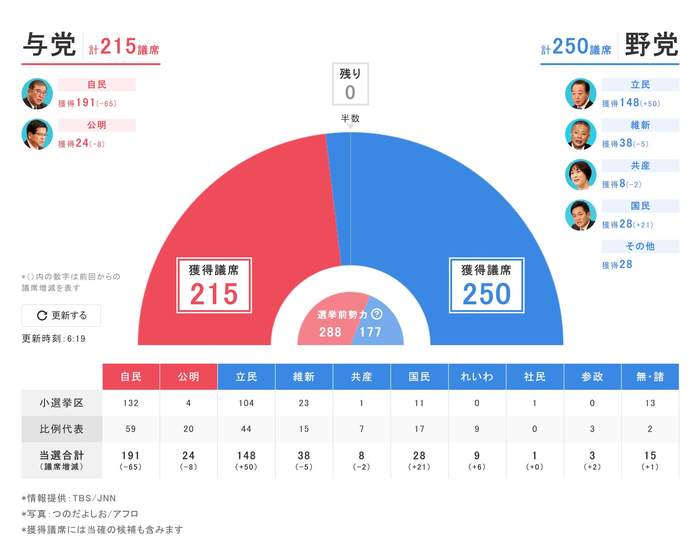 与党
計215議席
計250議席
野党
自民
獲得191(-65)
公明
獲得24(-8)
残り
0
半数
立民
獲得148(+50)
維新
獲得38(-5)
共産
獲得8(-2)
国民
獲得28(+21)
その他
獲得28
獲得議席
215
獲得議席
250
選挙前勢力?
288 177
*()内の数字は前回からの
議席増減を表す
更新する
更新時刻:6:19
自民 公明 立民 維新 共産 国民 れいわ 社民 参政 無・諸
小選挙区 132 4 104 23 1 11 0 1 0 13
比例代表 59 20 44 15 7 17 9 0 3 2
当選合計 191 24 148 38 8 28 9 1 3 15
(議席増減) (-65) (-8) (+50) (-5) (-2) (+21) (+6) (+0) (+2) (+1)
*情報提供:TBS/JNN
*写真:つのだよしお/アフロ
*獲得議席には当確の候補も含みます